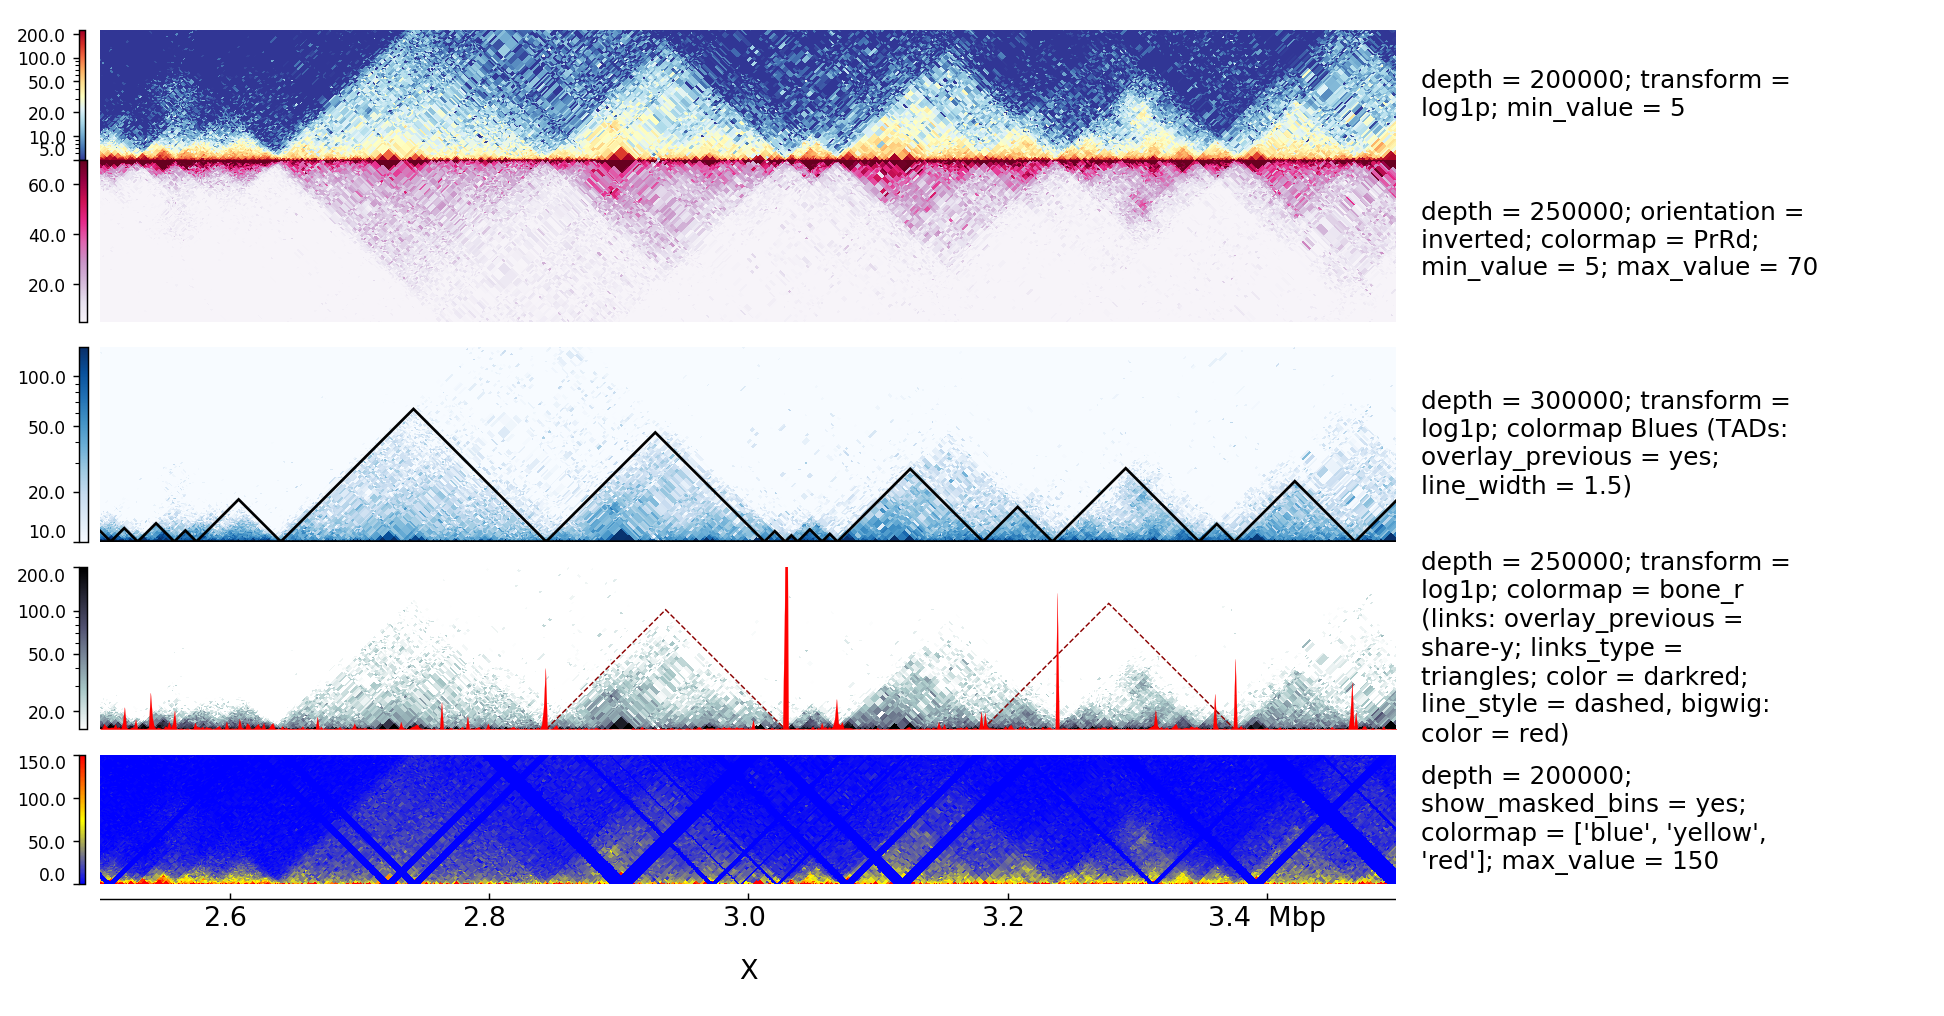 200.0
100.0
50.0
20.0
10.0
5.0
depth = 200000; transform =
log1p; min_value = 5
60.0
40.0
20.0
depth = 250000; orientation =
inverted; colormap = PrRd;
min_value = 5; max_value = 70
100.0
50.0
20.0
10.0
depth = 300000; transform =
log1p; colormap Blues (TADs:
overlay_previous = yes;
line_width = 1.5)
200.0
100.0
50.0
20.0
depth = 250000; transform =
log1p; colormap = bone_r
(links: overlay_previous =
share-y; links_type =
triangles; color = darkred;
line_style = dashed, bigwig:
color = red)
150.0
100.0
50.0
0.0
depth = 200000;
show_masked_bins = yes;
colormap = ['blue', 'yellow',
'red']; max_value = 150
2.6 2.8 3.0 3.2 3.4 Mbp
X